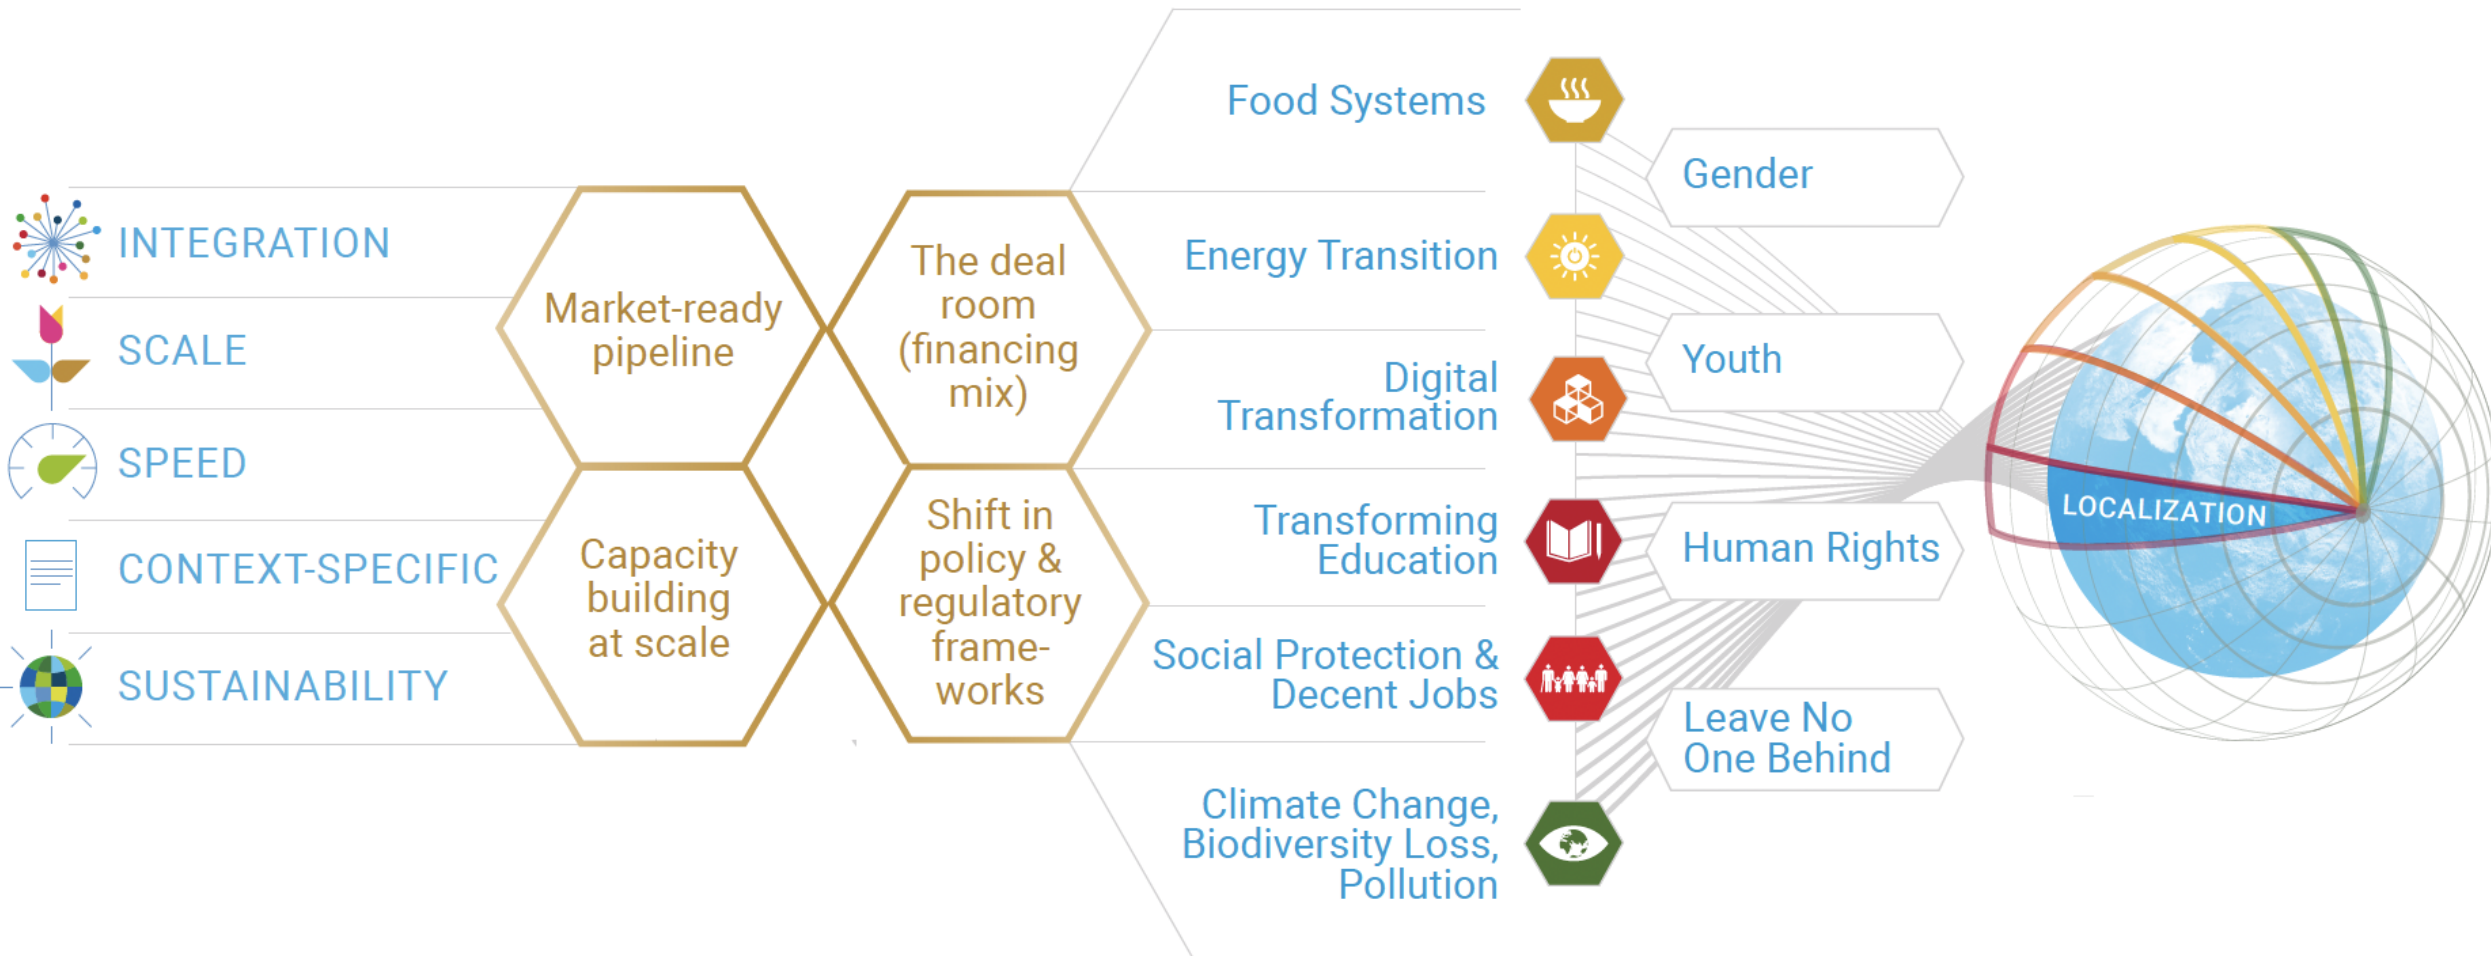 INTEGRATION
SCALE
SPEED
CONTEXT-SPECIFIC
SUSTAINABILITY
Market-ready
pipeline
Capacity
building
at scale
The deal
room
(financing
mix)
Shift in
policy &
regulatory
frame-
works
Food Systems
Energy Transition
Digital
Transformation
Transforming
Education
Social Protection &
Decent Jobs
Climate Change,
Biodiversity Loss,
Pollution
Gender
Youth
Human Rights
Leave No
One Behind
LOCALIZATION